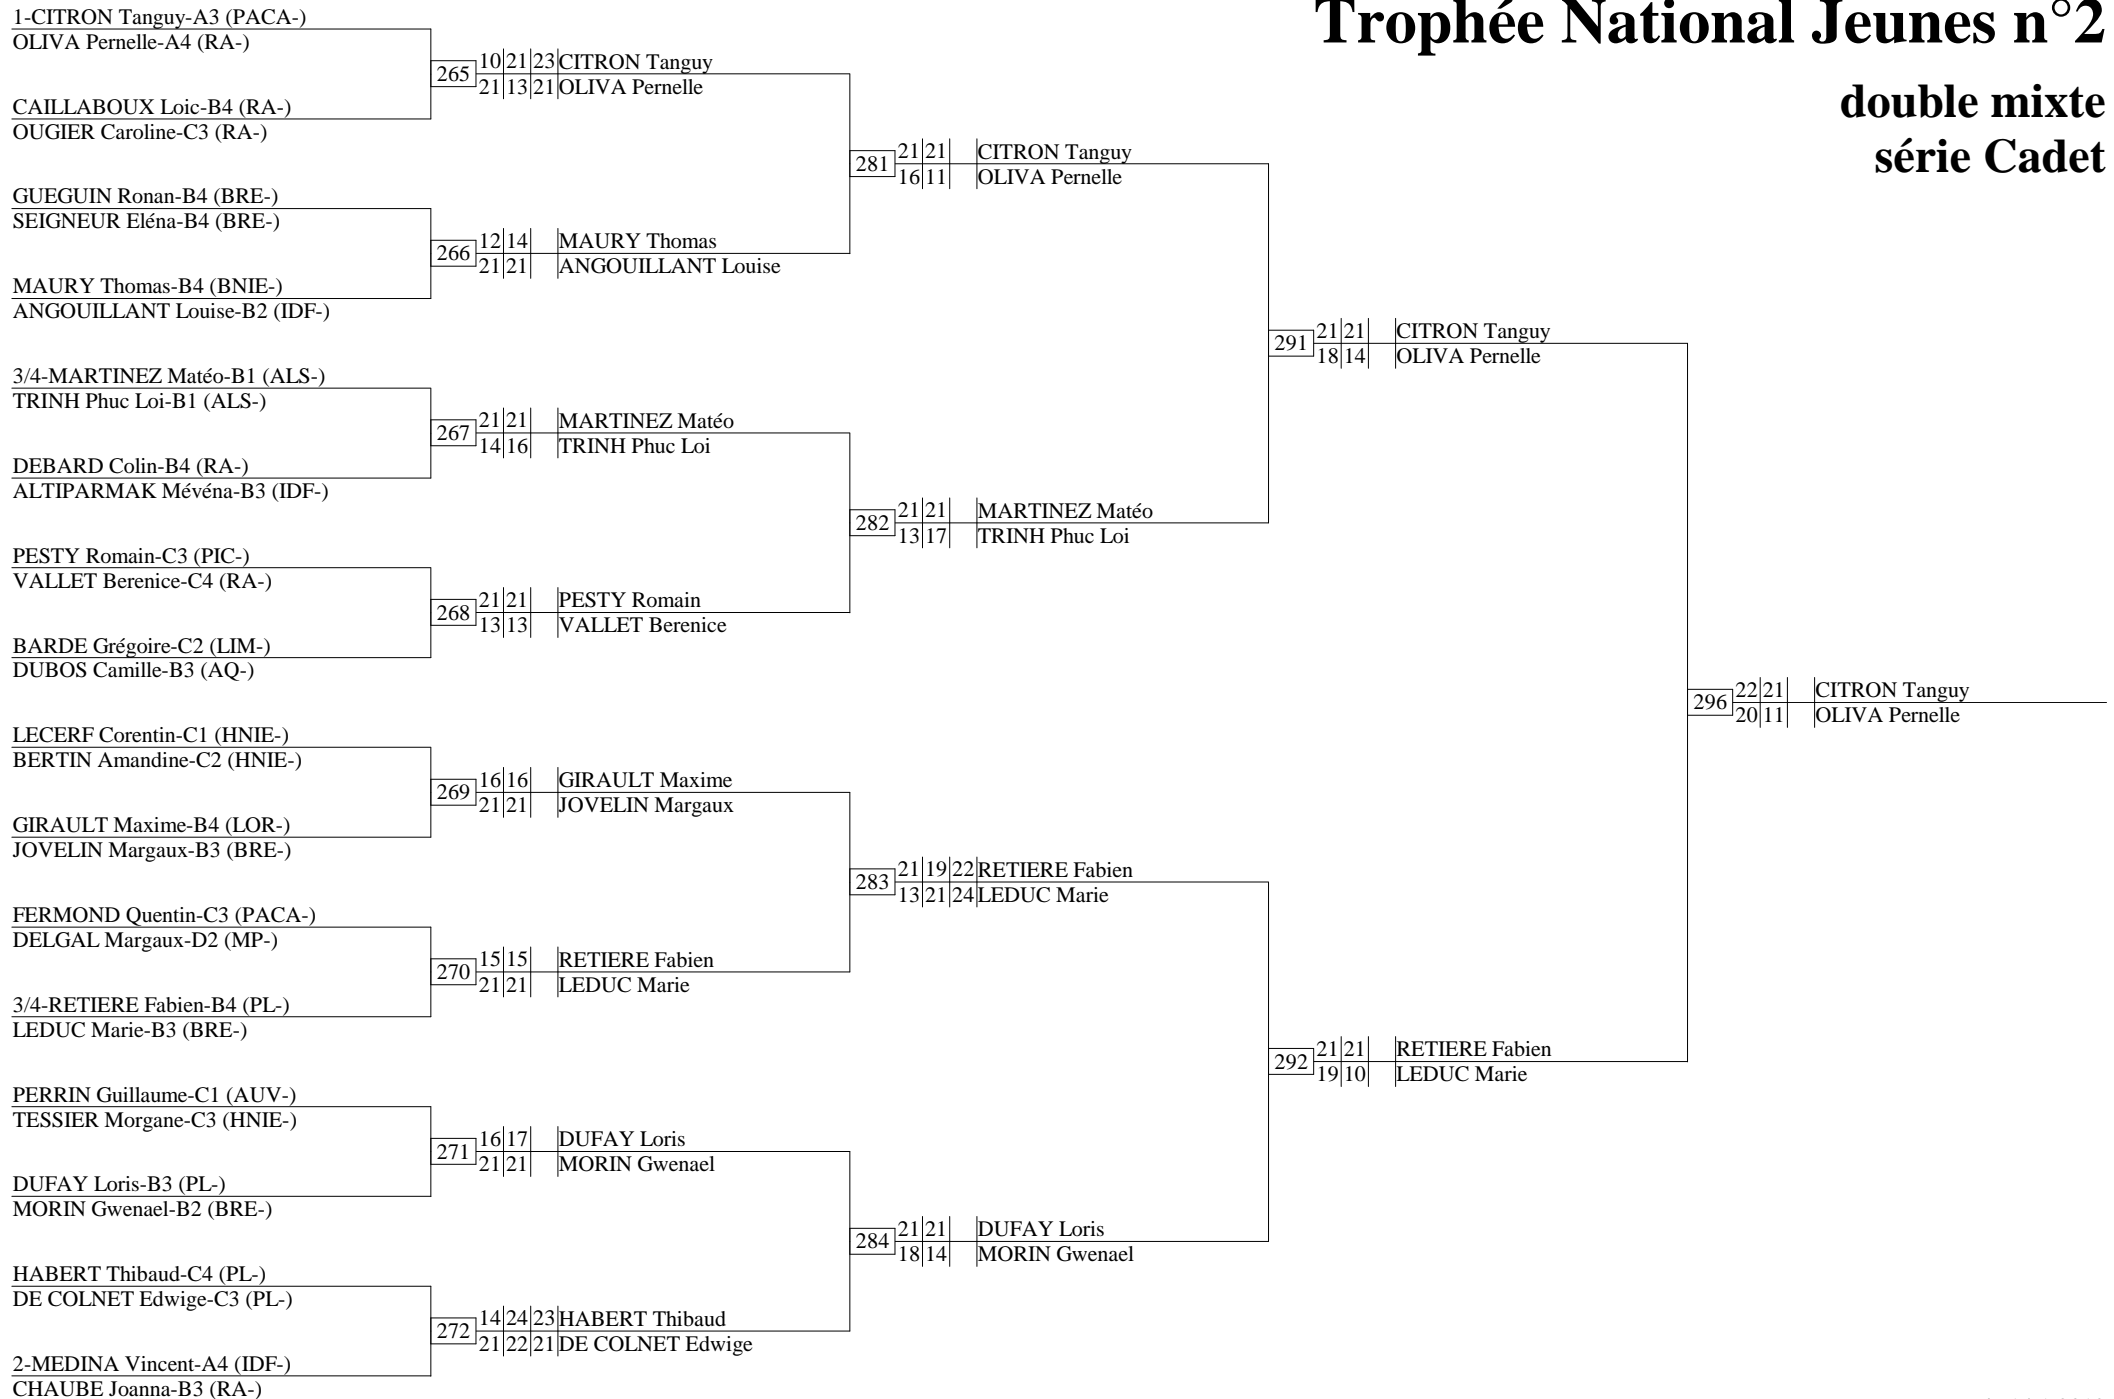 Trophée National Jeunes n°2
double mixte
série Cadet
1-CITRON Tanguy-A3 (PACA-)
OLIVA Pernelle-A4 (RA-)
CAILLABOUX Loic-B4 (RA-)
OUGIER Caroline-C3 (RA-)
GUEGUIN Ronan-B4 (BRE-)
SEIGNEUR Eléna-B4 (BRE-)
MAURY Thomas-B4 (BNIE-)
ANGOUILLANT Louise-B2 (IDF-)
3/4-MARTINEZ Matéo-B1 (ALS-)
TRINH Phuc Loi-B1 (ALS-)
DEBARD Colin-B4 (RA-)
ALTIPARMAK Mévéna-B3 (IDF-)
PESTY Romain-C3 (PIC-)
VALLET Berenice-C4 (RA-)
BARDE Grégoire-C2 (LIM-)
DUBOS Camille-B3 (AQ-)
LECERF Corentin-C1 (HNIE-)
BERTIN Amandine-C2 (HNIE-)
GIRAULT Maxime-B4 (LOR-)
JOVELIN Margaux-B3 (BRE-)
FERMOND Quentin-C3 (PACA-)
DELGAL Margaux-D2 (MP-)
3/4-RETIERE Fabien-B4 (PL-)
LEDUC Marie-B3 (BRE-)
PERRIN Guillaume-C1 (AUV-)
TESSIER Morgane-C3 (HNIE-)
DUFAY Loris-B3 (PL-)
MORIN Gwenael-B2 (BRE-)
HABERT Thibaud-C4 (PL-)
DE COLNET Edwige-C3 (PL-)
2-MEDINA Vincent-A4 (IDF-)
CHAUBE Joanna-B3 (RA-)
265
10 21 23 CITRON Tanguy
21 13 21 OLIVA Pernelle
266
12 14 MAURY Thomas
21 21 ANGOUILLANT Louise
267
21 21 MARTINEZ Matéo
14 16 TRINH Phuc Loi
268
21 21 PESTY Romain
13 13 VALLET Berenice
269
16 16 GIRAULT Maxime
21 21 JOVELIN Margaux
270
15 15 RETIERE Fabien
21 21 LEDUC Marie
271
16 17 DUFAY Loris
21 21 MORIN Gwenael
272
14 24 23 HABERT Thibaud
21 22 21 DE COLNET Edwige
281
21 21 CITRON Tanguy
16 11 OLIVA Pernelle
282
21 21 MARTINEZ Matéo
13 17 TRINH Phuc Loi
283
21 19 22 RETIERE Fabien
13 21 24 LEDUC Marie
284
21 21 DUFAY Loris
18 14 MORIN Gwenael
291
21 21 CITRON Tanguy
18 14 OLIVA Pernelle
292
21 21 RETIERE Fabien
19 10 LEDUC Marie
296
22 21 CITRON Tanguy
20 11 OLIVA Pernelle